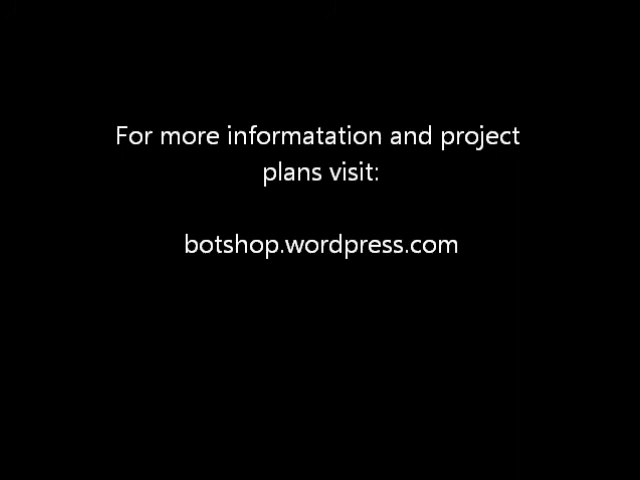 For more informatation and project
plans visit:
botshop.wordpress.com